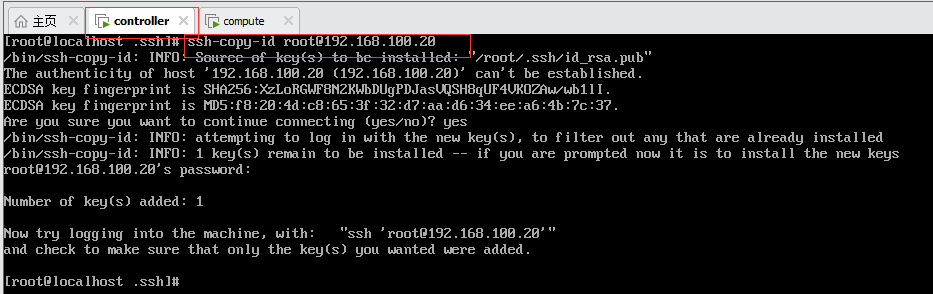 主页 controller compute
[root@localhost .ssh]# ssh-copy-id root@192.168.100.20
/bin/ssh-copy-id: INFO: Source of key(s) to be installed: "/root/.ssh/id_rsa.pub"
The authenticity of host '192.168.100.20 (192.168.100.20)' can't be established.
ECDSA key fingerprint is SHA256:XzLoRGWF8N2KWbDUgPDJasVQSH8qUF4VKOZAw/wb1lI.
ECDSA key fingerprint is MD5:f8:20:4d:c8:65:3f:32:d7:aa:d6:34:ee:a6:4b:7c:37.
Are you sure you want to continue connecting (yes/no)? yes
/bin/ssh-copy-id: INFO: attempting to log in with the new key(s), to filter out any that are already installed
/bin/ssh-copy-id: INFO: 1 key(s) remain to be installed -- if you are prompted now it is to install the new keys
root@192.168.100.20's password:
Number of key(s) added: 1
Now try logging into the machine, with:   "ssh 'root@192.168.100.20'"
and check to make sure that only the key(s) you wanted were added.
[root@localhost .ssh]#